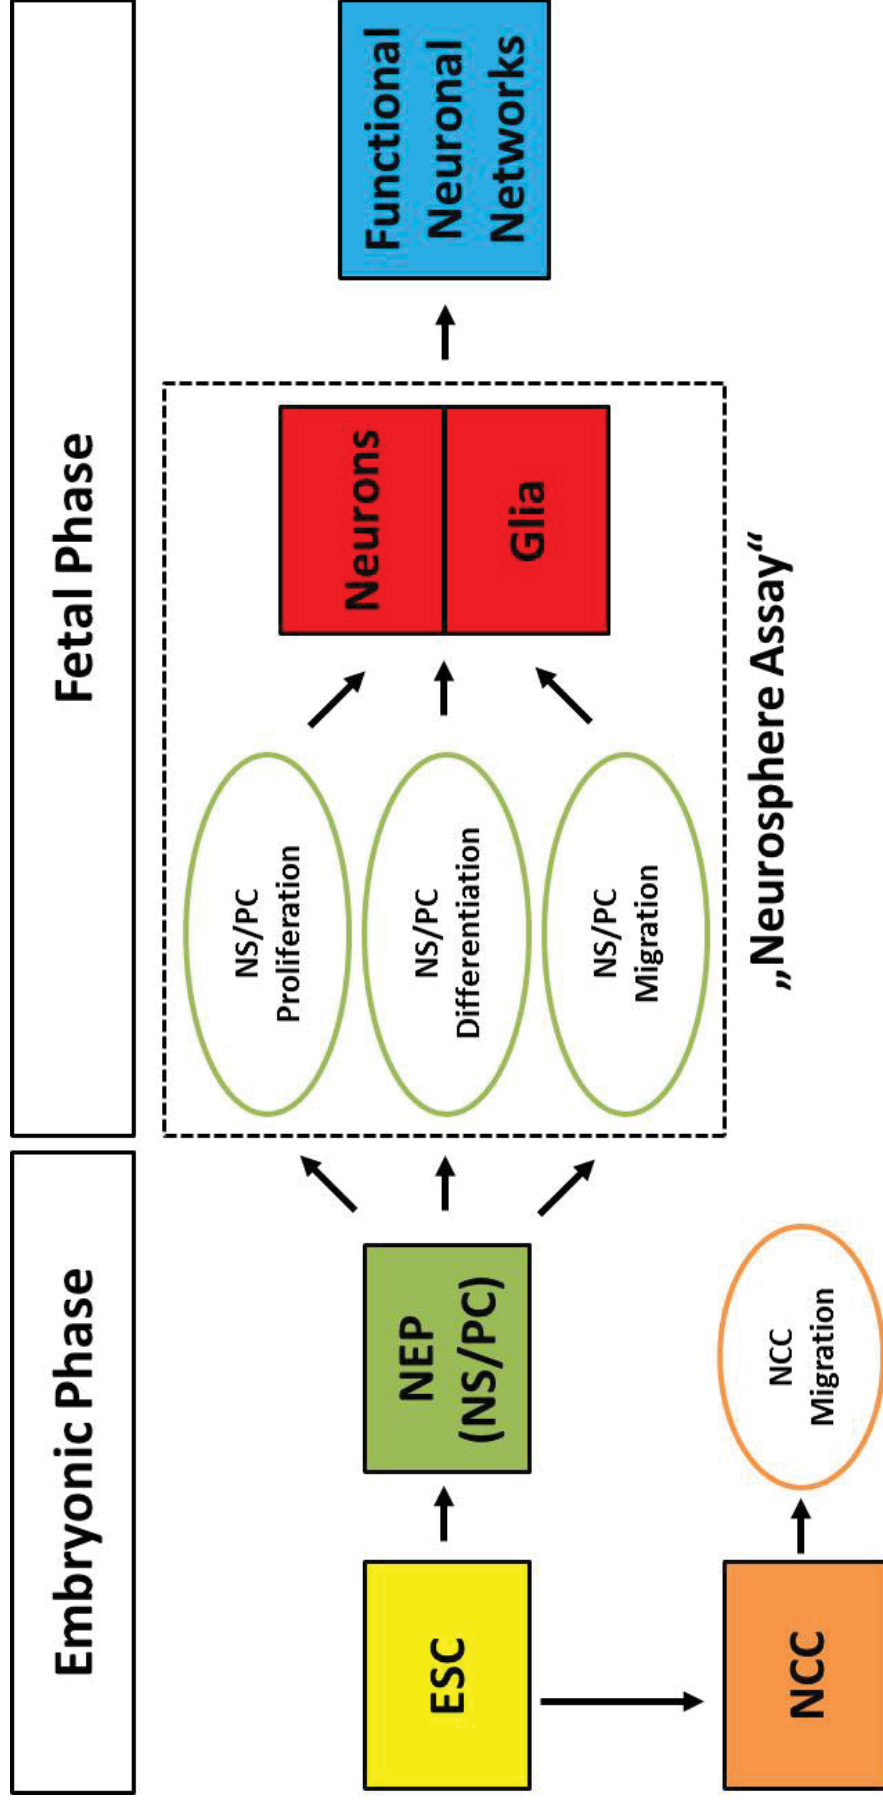 Embryonic Phase
Fetal Phase
ESC
NEP
(NS/PC)
NS/PC
Proliferation
NS/PC
Differentiation
NS/PC
Migration
Neurons
Glia
Functional
Neuronal
Networks
„Neurosphere Assay“
NCC
NCC
Migration